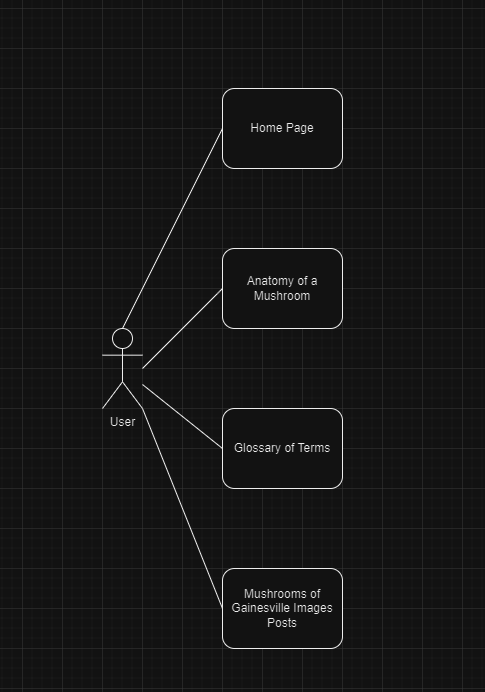 Home Page
Anatomy of a
Mushroom
User
Glossary of Terms
Mushrooms of
Gainesville Images
Posts